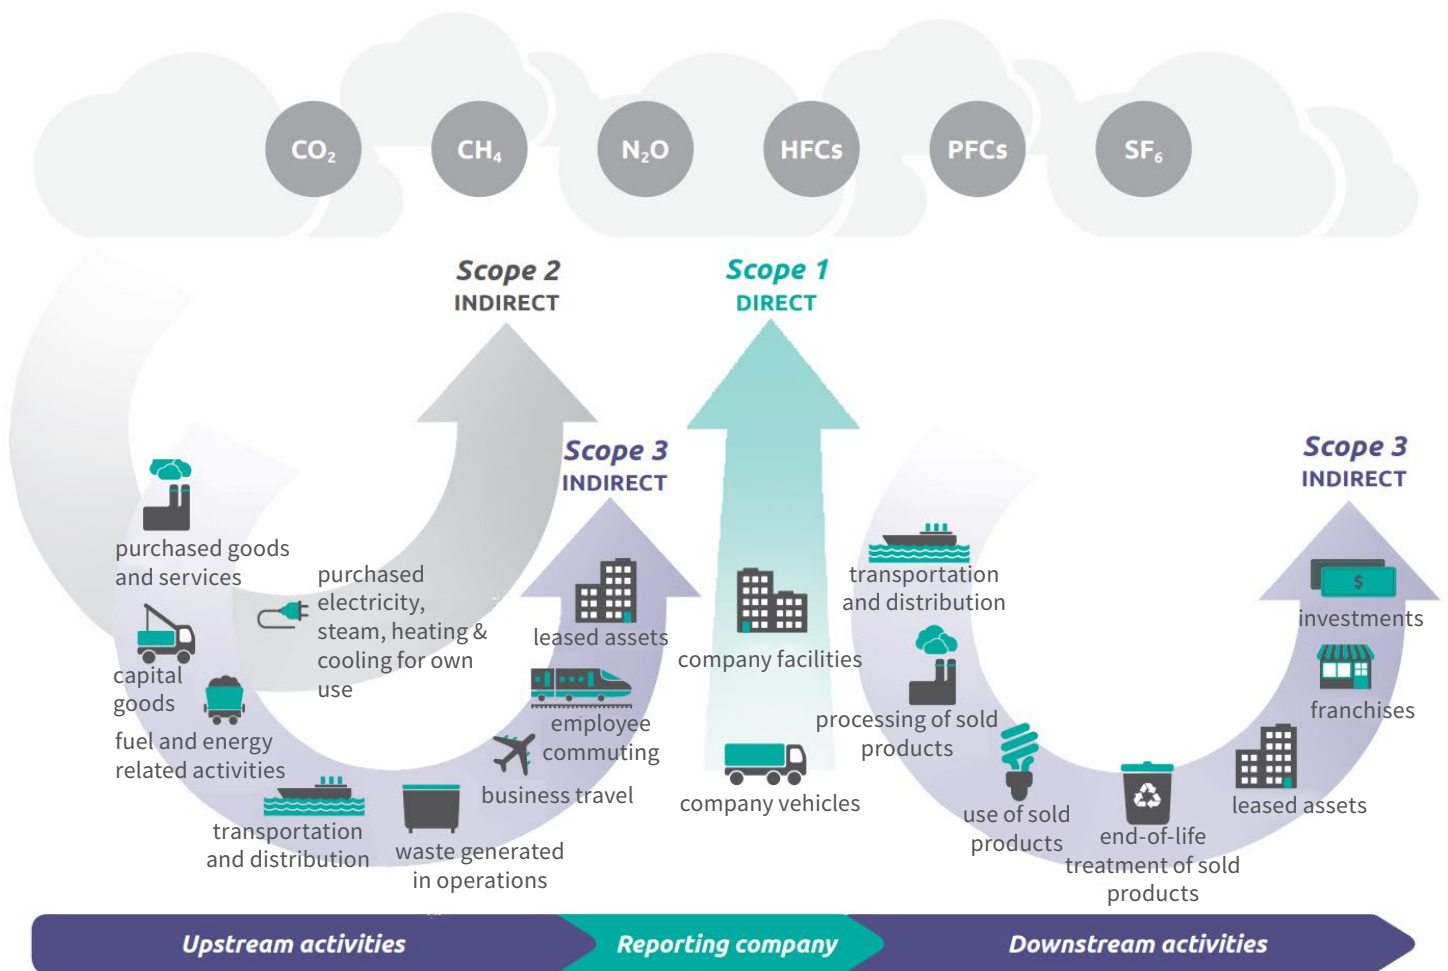 CO₂
CH₄
N₂O
HFCs
PFCs
SF₆
Scope 2
INDIRECT
Scope 1
DIRECT
Scope 3
INDIRECT
Scope 3
INDIRECT
purchased goods
and services
capital
goods
fuel and energy
related activities
transportation
and distribution
waste generated
in operations
business travel
employee
commuting
leased assets
purchased
electricity,
steam, heating &
cooling for own
use
company facilities
company vehicles
transportation
and distribution
processing of sold
products
use of sold
products
end-of-life
treatment of sold
products
leased assets
franchises
$
investments
Upstream activities
Reporting company
Downstream activities